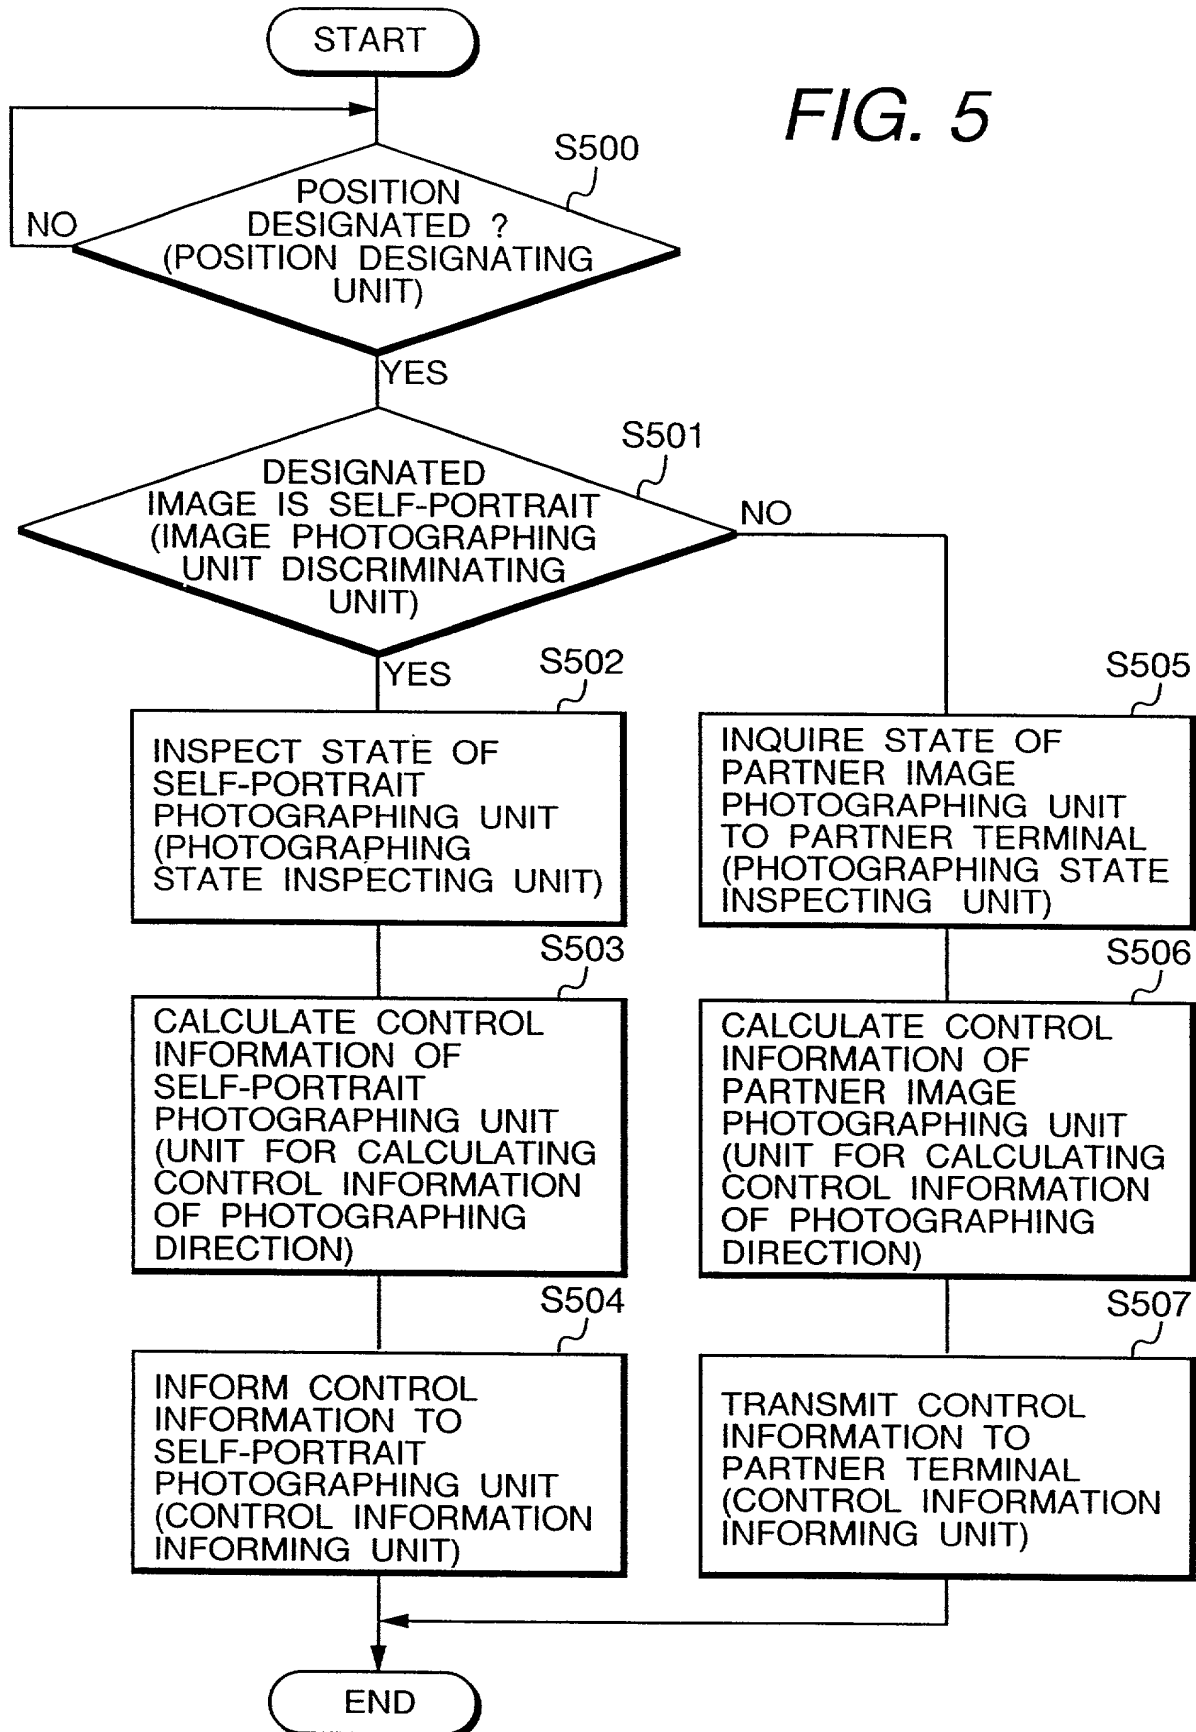 START
FIG. 5
S500
POSITION
DESIGNATED ?
(POSITION DESIGNATING
UNIT)
NO
YES
S501
DESIGNATED
IMAGE IS SELF-PORTRAIT
(IMAGE PHOTOGRAPHING
UNIT DISCRIMINATING
UNIT)
NO
YES
S502
INSPECT STATE OF
SELF-PORTRAIT
PHOTOGRAPHING UNIT
(PHOTOGRAPHING
STATE INSPECTING UNIT)
S505
INQUIRE STATE OF
PARTNER IMAGE
PHOTOGRAPHING UNIT
TO PARTNER TERMINAL
(PHOTOGRAPHING STATE
INSPECTING UNIT)
S503
CALCULATE CONTROL
INFORMATION OF
SELF-PORTRAIT
PHOTOGRAPHING UNIT
(UNIT FOR CALCULATING
CONTROL INFORMATION
OF PHOTOGRAPHING
DIRECTION)
S506
CALCULATE CONTROL
INFORMATION OF
PARTNER IMAGE
PHOTOGRAPHING UNIT
(UNIT FOR CALCULATING
CONTROL INFORMATION
OF PHOTOGRAPHING
DIRECTION)
S504
INFORM CONTROL
INFORMATION TO
SELF-PORTRAIT
PHOTOGRAPHING UNIT
(CONTROL INFORMATION
INFORMING UNIT)
S507
TRANSMIT CONTROL
INFORMATION TO
PARTNER TERMINAL
(CONTROL INFORMATION
INFORMING UNIT)
END